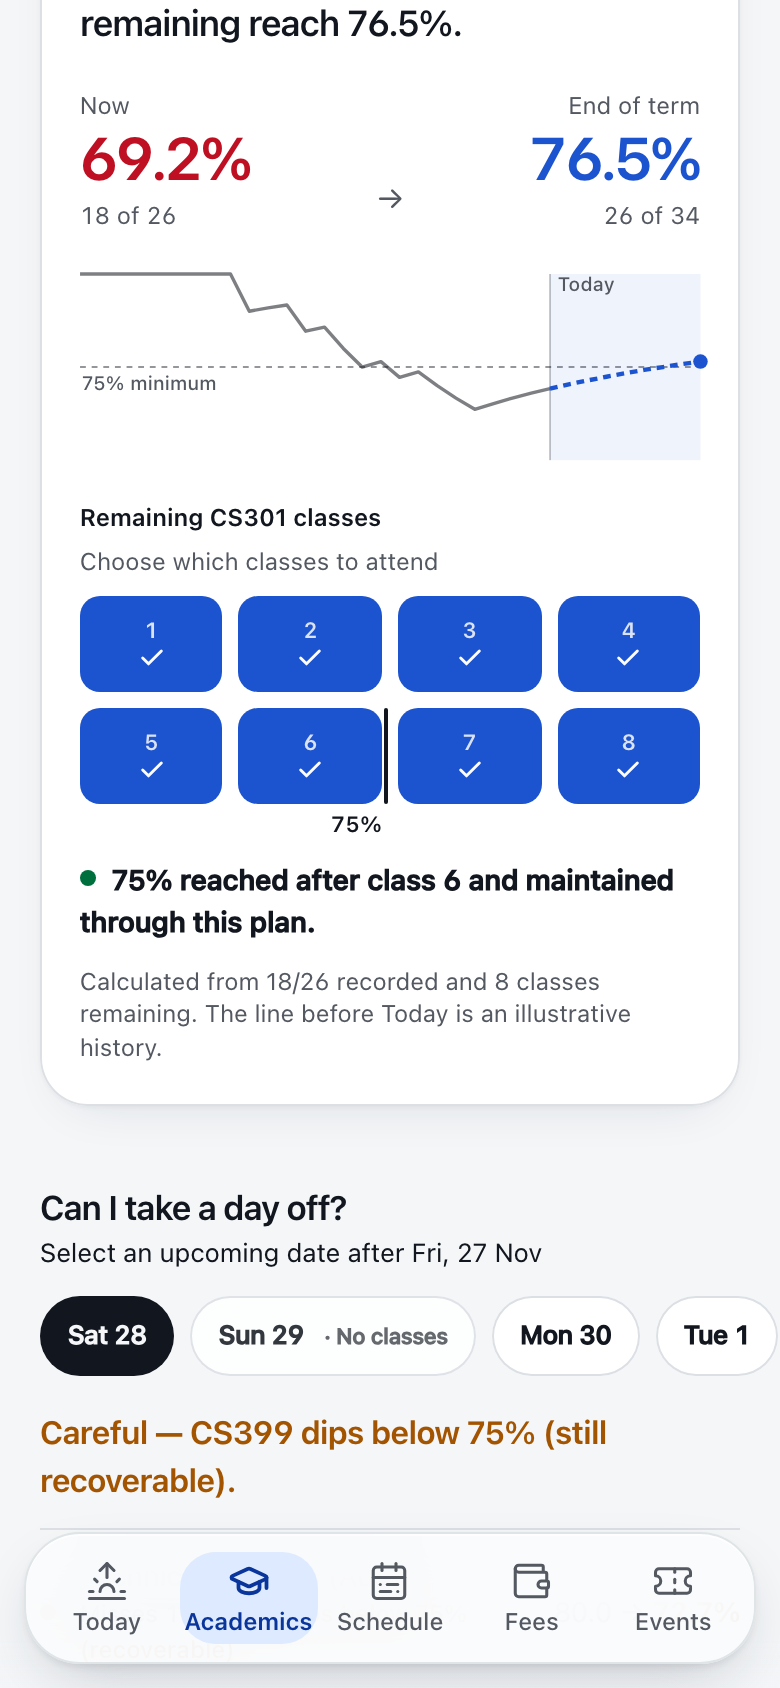 remaining reach 76.5%.
Now
End of term
69.2%
76.5%
18 of 26
→
26 of 34
Today
75% minimum
Remaining CS301 classes
Choose which classes to attend
1
2
3
4
5
6
7
8
75%
75% reached after class 6 and maintained
through this plan.
Calculated from 18/26 recorded and 8 classes
remaining. The line before Today is an illustrative
history.
Can I take a day off?
Select an upcoming date after Fri, 27 Nov
Sat 28
Sun 29 · No classes
Mon 30
Tue 1
Careful — CS399 dips below 75% (still
recoverable).
Today
Academics
Schedule
Fees
Events
(recoverable)